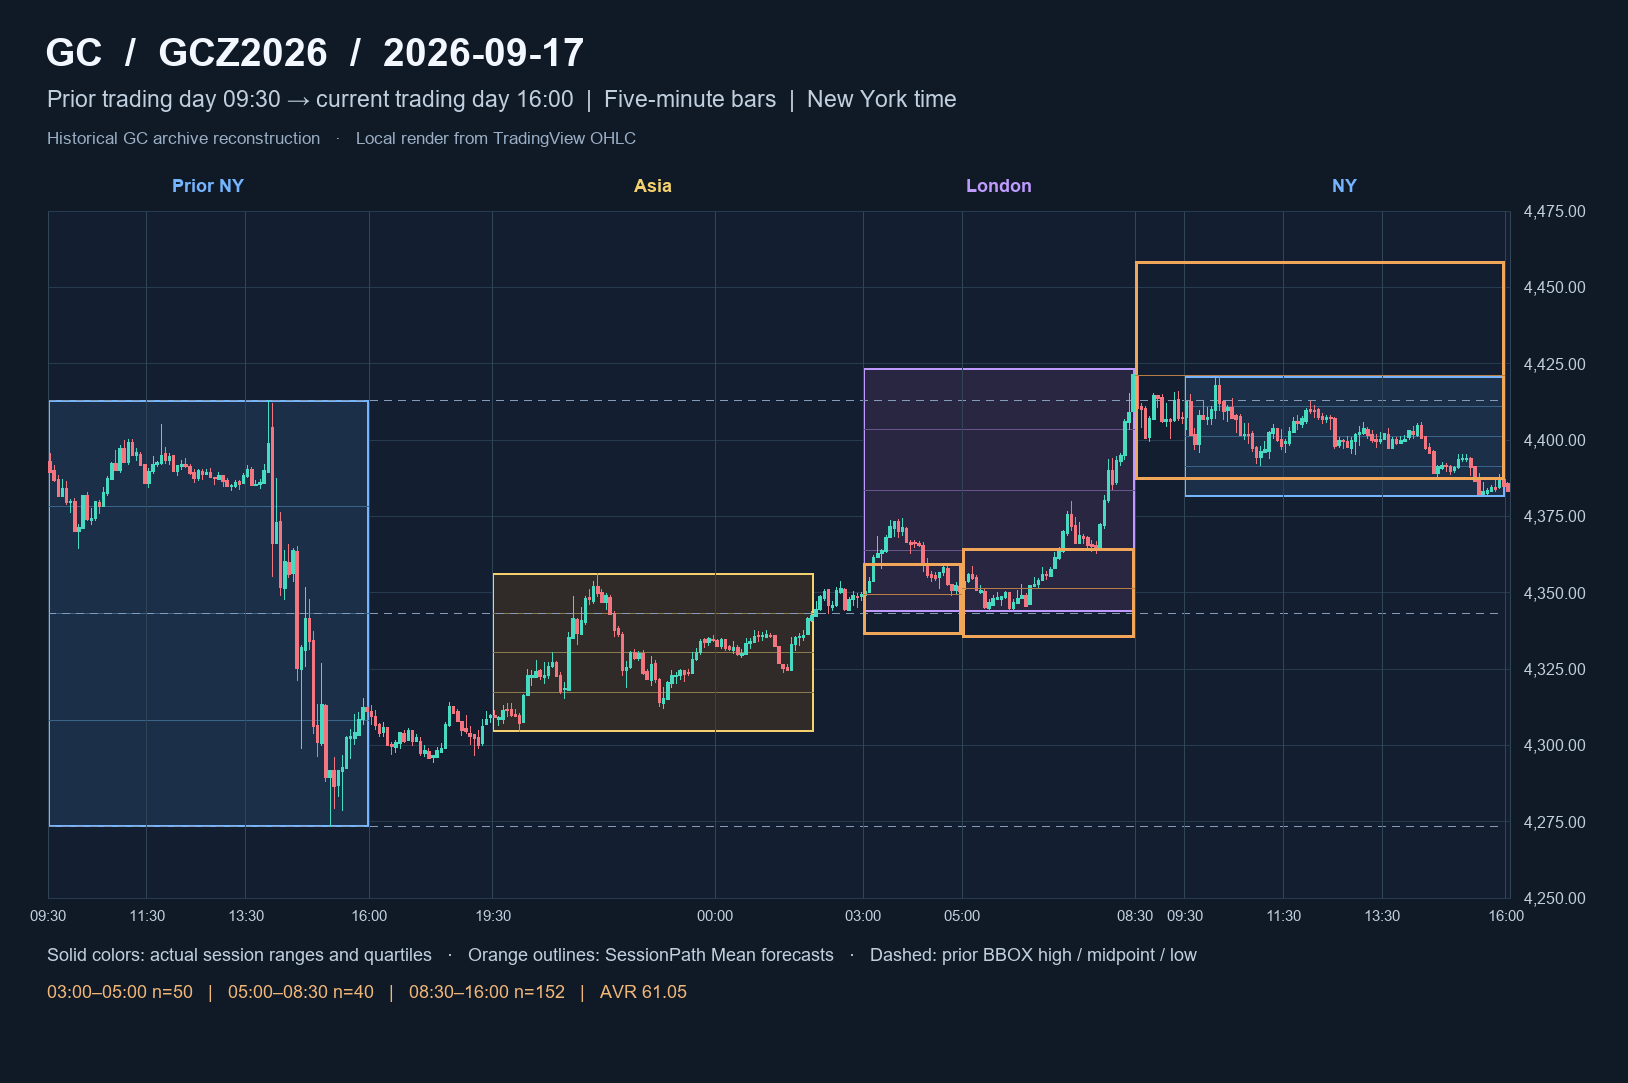 GC / GCZ2026 / 2026-09-17
Prior trading day 09:30 → current trading day 16:00 | Five-minute bars | New York time
Historical GC archive reconstruction · Local render from TradingView OHLC
Prior NY Asia London NY
4,475.00
4,450.00
4,425.00
4,400.00
4,375.00
4,350.00
4,325.00
4,300.00
4,275.00
4,250.00
09:30 11:30 13:30 16:00 19:30 00:00 03:00 05:00 08:30 09:30 11:30 13:30 16:00
Solid colors: actual session ranges and quartiles · Orange outlines: SessionPath Mean forecasts · Dashed: prior BBOX high / midpoint / low
03:00–05:00 n=50 | 05:00–08:30 n=40 | 08:30–16:00 n=152 | AVR 61.05